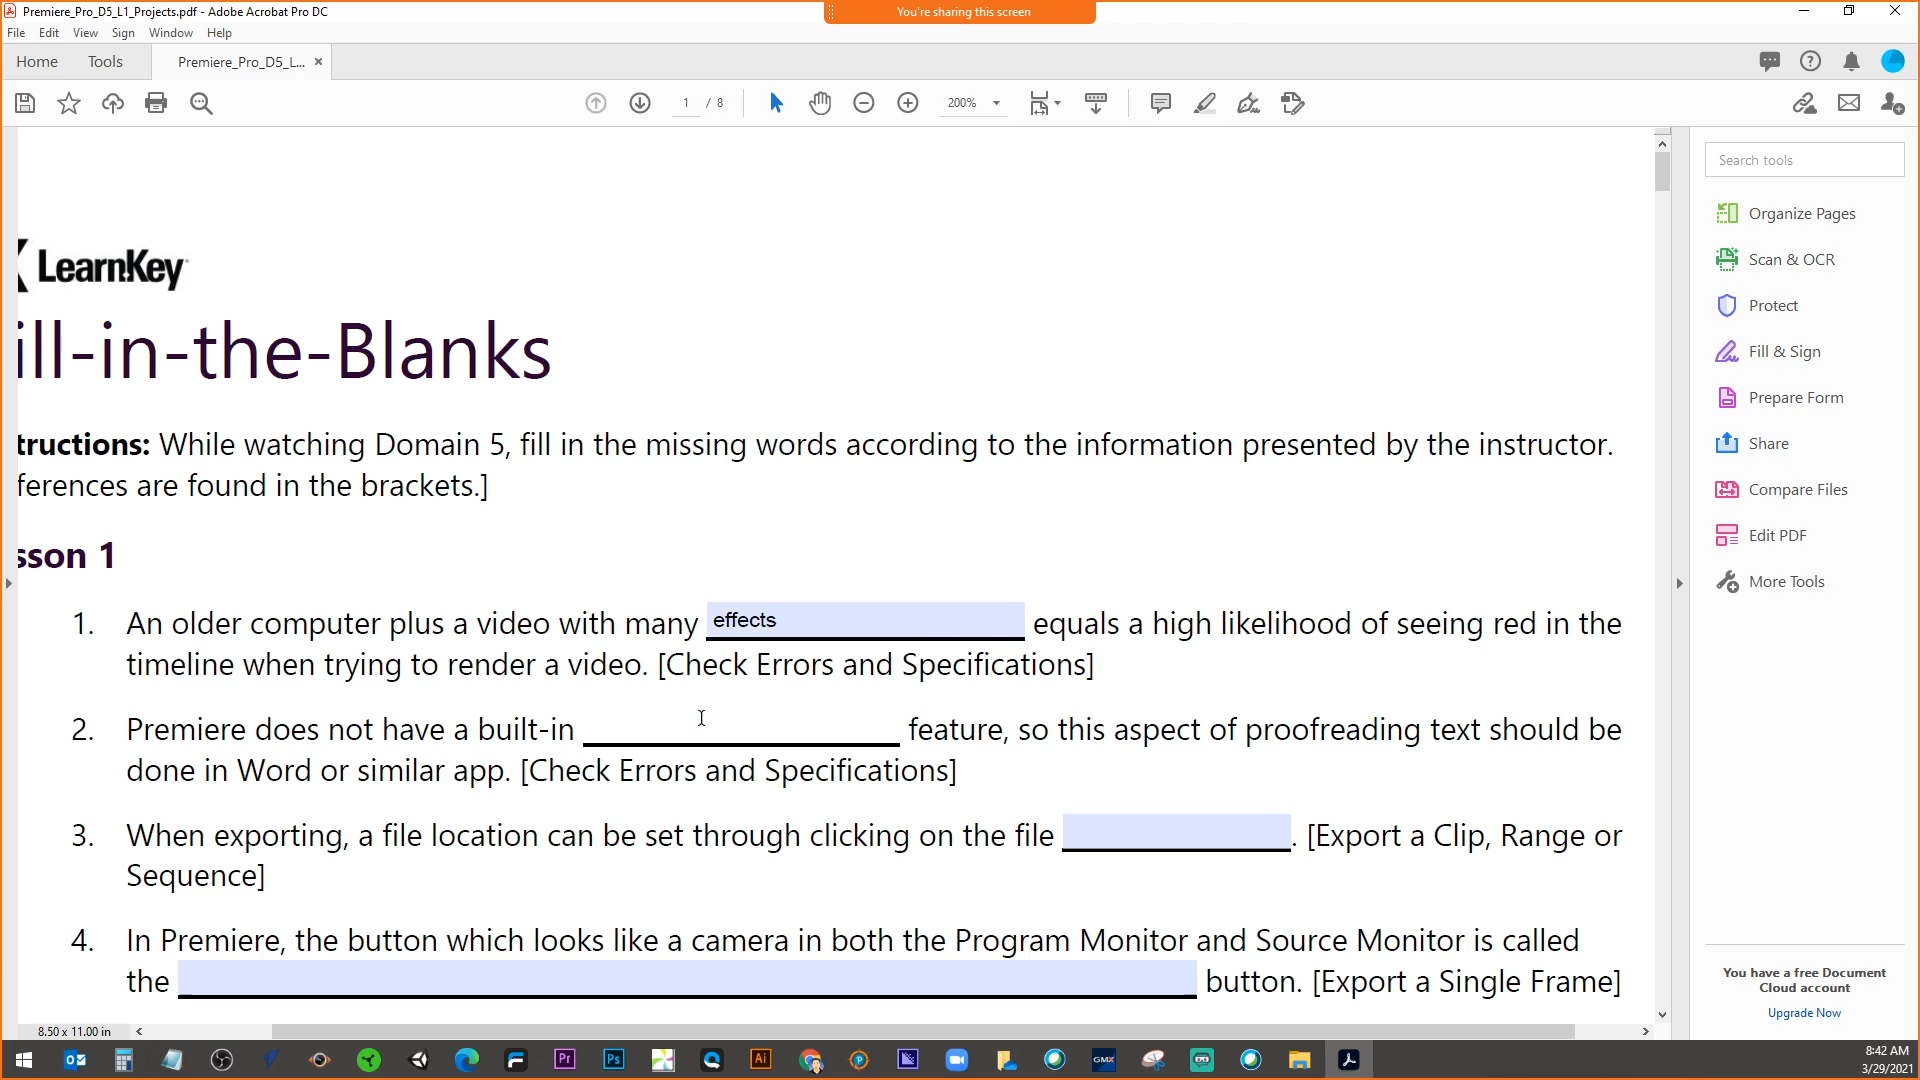 Premiere_Pro_D5_L1_Projects.pdf - Adobe Acrobat Pro DC
You're sharing this screen
File Edit View Sign Window Help
Home Tools Premiere_Pro_D5_L... ×
1 / 8 200%
Search tools
Organize Pages
Scan & OCR
Protect
Fill & Sign
Prepare Form
Share
Compare Files
Edit PDF
More Tools
You have a free Document
Cloud account
Upgrade Now
LearnKey
ill-in-the-Blanks
tructions: While watching Domain 5, fill in the missing words according to the information presented by the instructor.
ferences are found in the brackets.]
sson 1
1. An older computer plus a video with many effects equals a high likelihood of seeing red in the
timeline when trying to render a video. [Check Errors and Specifications]
2. Premiere does not have a built-in ____ feature, so this aspect of proofreading text should be
done in Word or similar app. [Check Errors and Specifications]
3. When exporting, a file location can be set through clicking on the file ____. [Export a Clip, Range or
Sequence]
4. In Premiere, the button which looks like a camera in both the Program Monitor and Source Monitor is called
the ____ button. [Export a Single Frame]
8.50 x 11.00 in
Pr Ps Ai GMX
8:42 AM
3/29/2021